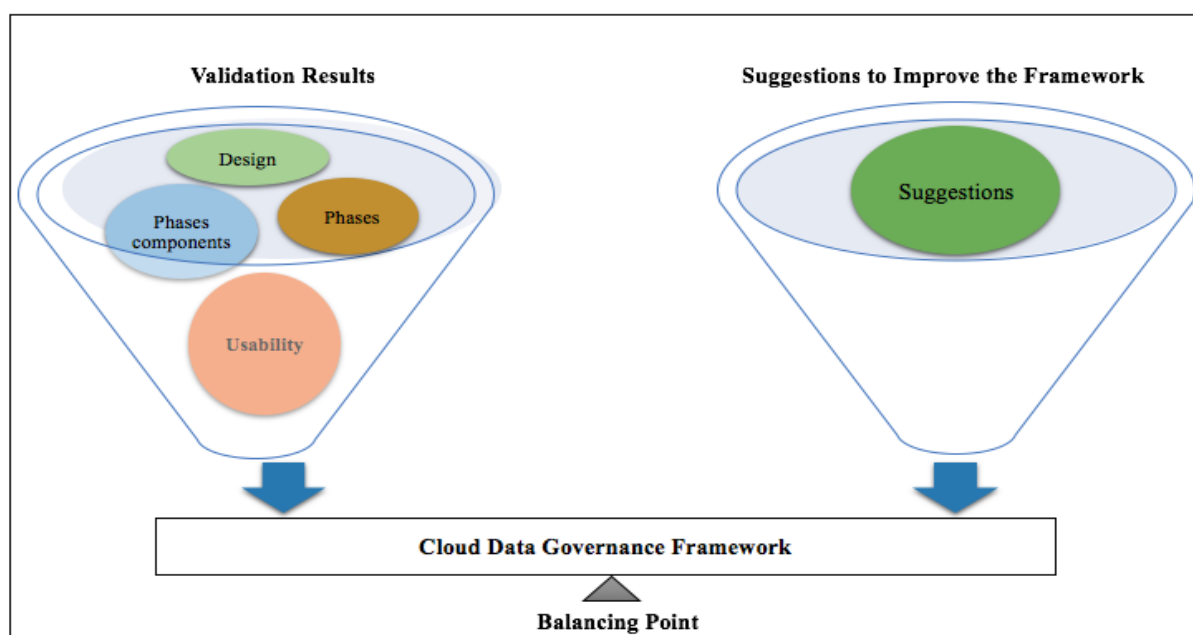 Validation Results
Suggestions to Improve the Framework
Design
Phases
components
Phases
Usability
Suggestions
Cloud Data Governance Framework
Balancing Point